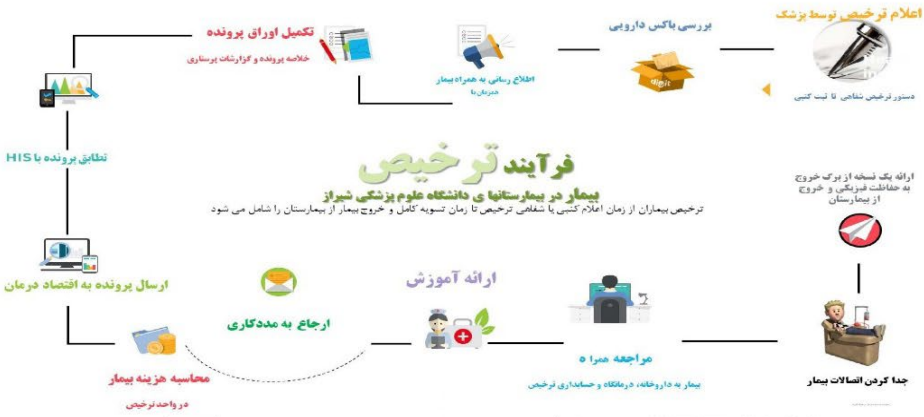 اعلام ترخیص توسط پزشک
دستور ترخیص شفاهی تا ثبت کتبی
بررسی باکس دارویی
digit
اطلاع رسانی به همراه بیمار
همزمان با
تکمیل اوراق پرونده
خلاصه پرونده و گزارشات پرستاری
تطابق پرونده با HIS
ارسال پرونده به اقتصاد درمان
محاسبه هزینه بیمار
در واحد ترخیص
ارجاع به مددکاری
ارائه آموزش
مراجعه همراه
بیمار به داروخانه، درمانگاه و حسابداری ترخیص
جدا کردن اتصالات بیمار
ارائه یک نسخه از برگ خروج
به حفاظت فیزیکی و خروج
از بیمارستان
فرآیند ترخیص
بیمار در بیمارستانها ی دانشگاه علوم پزشکی شیراز
ترخیص بیماران از زمان اعلام کتبی یا شفاهی ترخیص تا زمان تسویه کامل و خروج بیمار از بیمارستان را شامل می شود